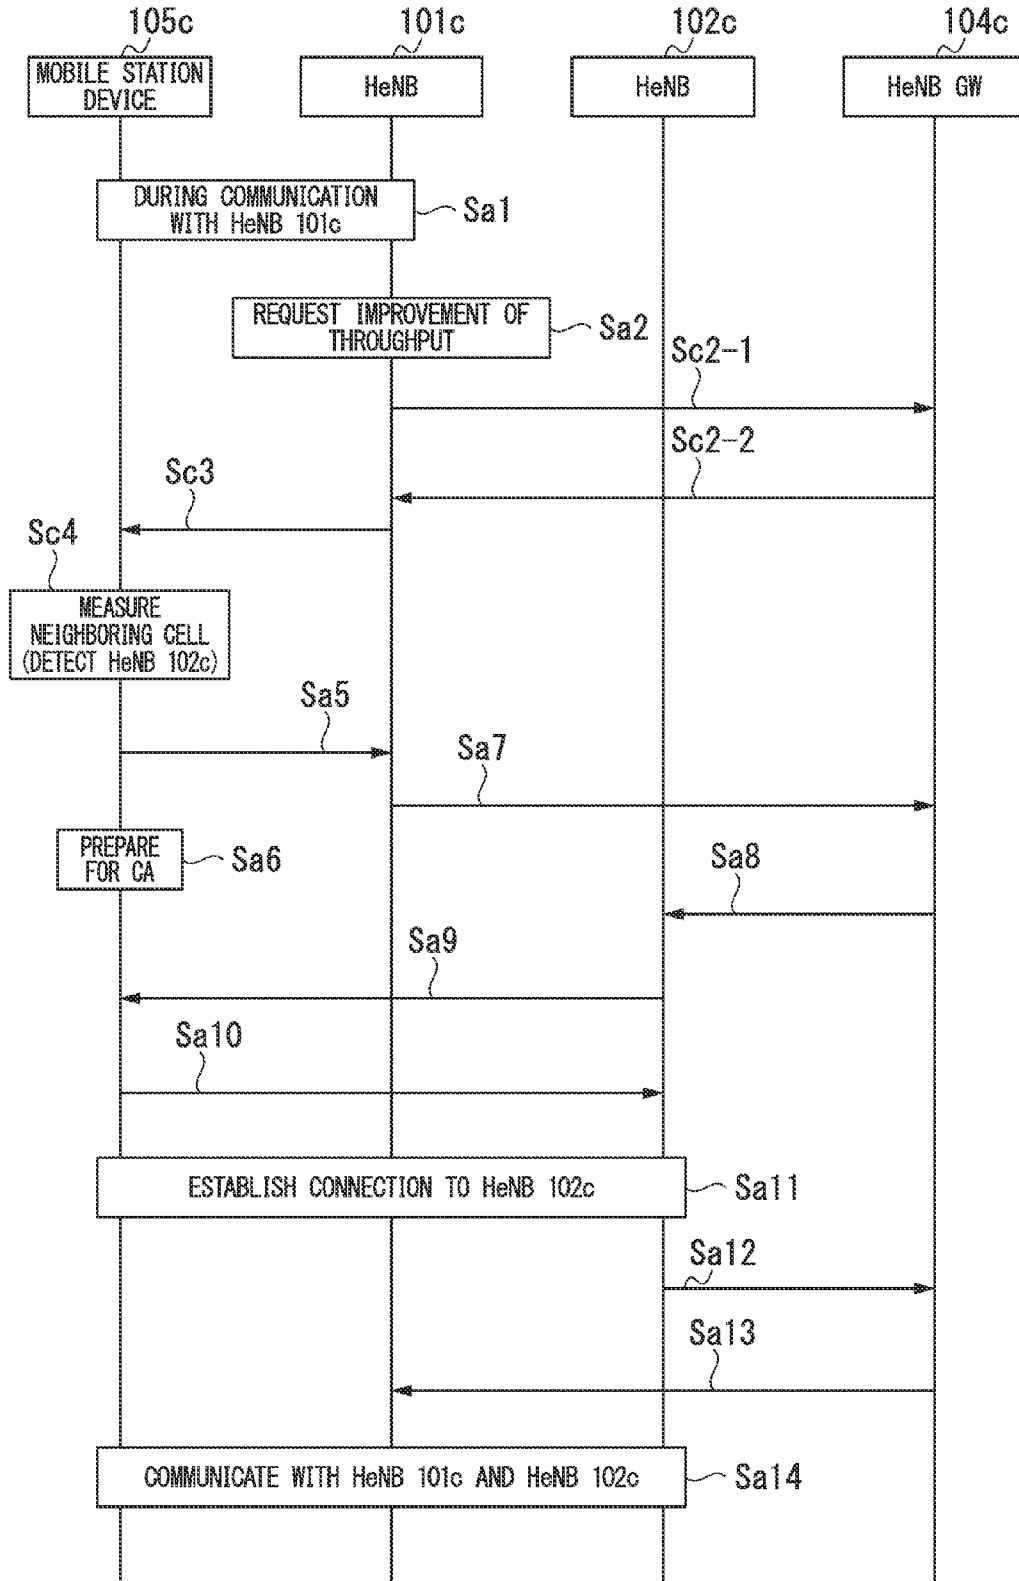 105c
101c
102c
104c
MOBILE STATION
DEVICE
HeNB
HeNB
HeNB GW
DURING COMMUNICATION
WITH HeNB 101c
Sa1
REQUEST IMPROVEMENT OF
THROUGHPUT
Sa2
Sc2-1
Sc2-2
Sc3
Sc4
MEASURE
NEIGHBORING CELL
(DETECT HeNB 102c)
Sa5
Sa7
PREPARE
FOR CA
Sa6
Sa8
Sa9
Sa10
ESTABLISH CONNECTION TO HeNB 102c
Sa11
Sa12
Sa13
COMMUNICATE WITH HeNB 101c AND HeNB 102c
Sa14